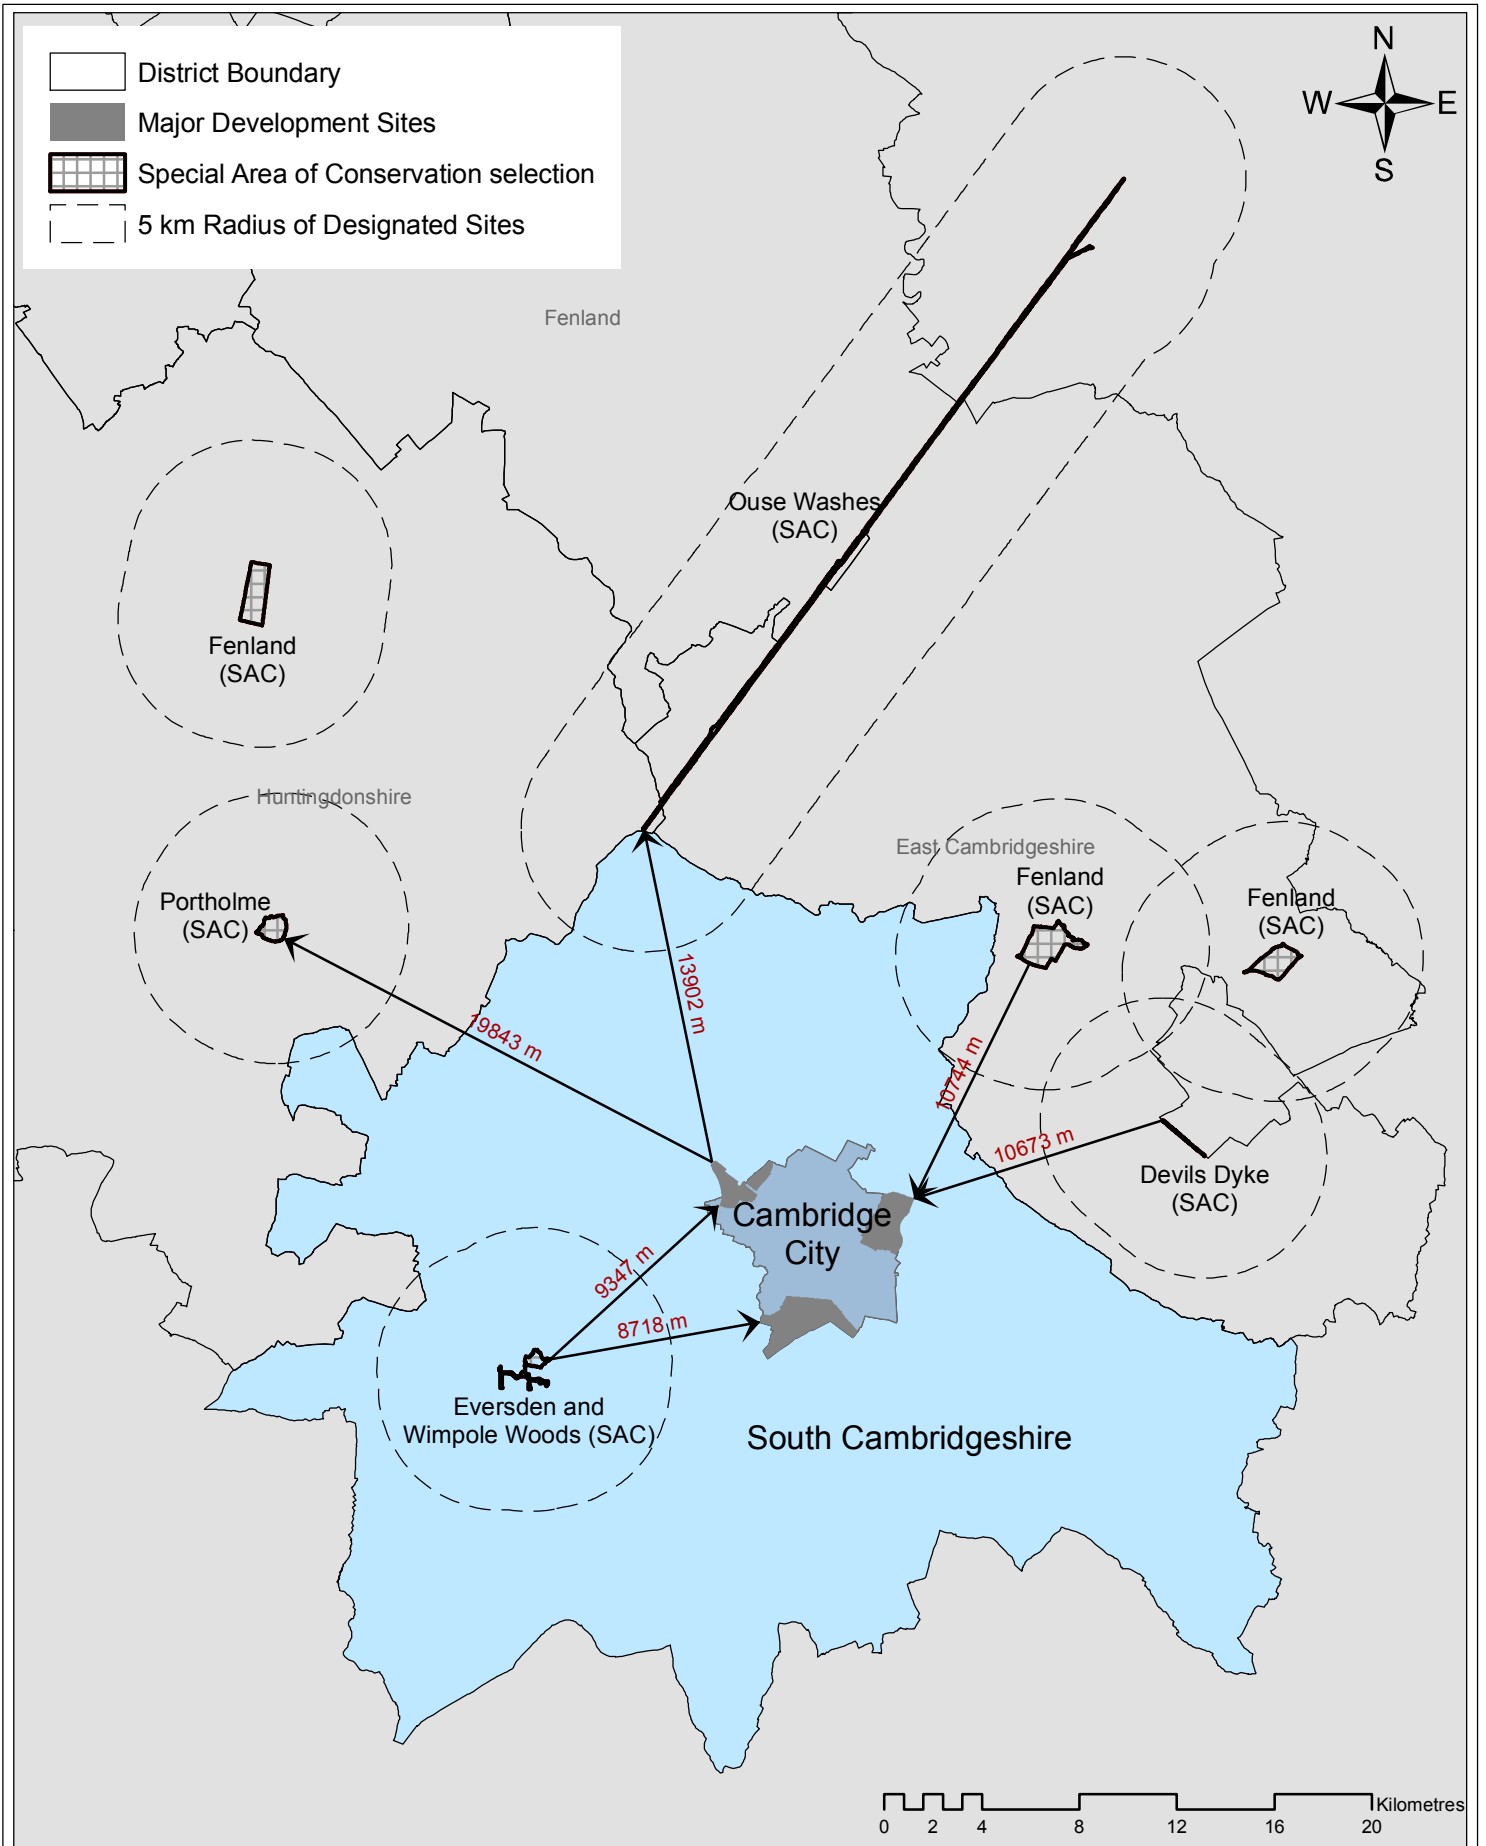 District Boundary
Major Development Sites
Special Area of Conservation selection
5 km Radius of Designated Sites
N
W
E
S
Fenland
Ouse Washes
(SAC)
Fenland
(SAC)
Huntingdonshire
East Cambridgeshire
Fenland
(SAC)
Fenland
(SAC)
Portholme
(SAC)
13902 m
19843 m
10744 m
10673 m
Devils Dyke
(SAC)
Cambridge
City
9347 m
8718 m
Eversden and
Wimpole Woods (SAC)
South Cambridgeshire
Kilometres
0 2 4 8 12 16 20